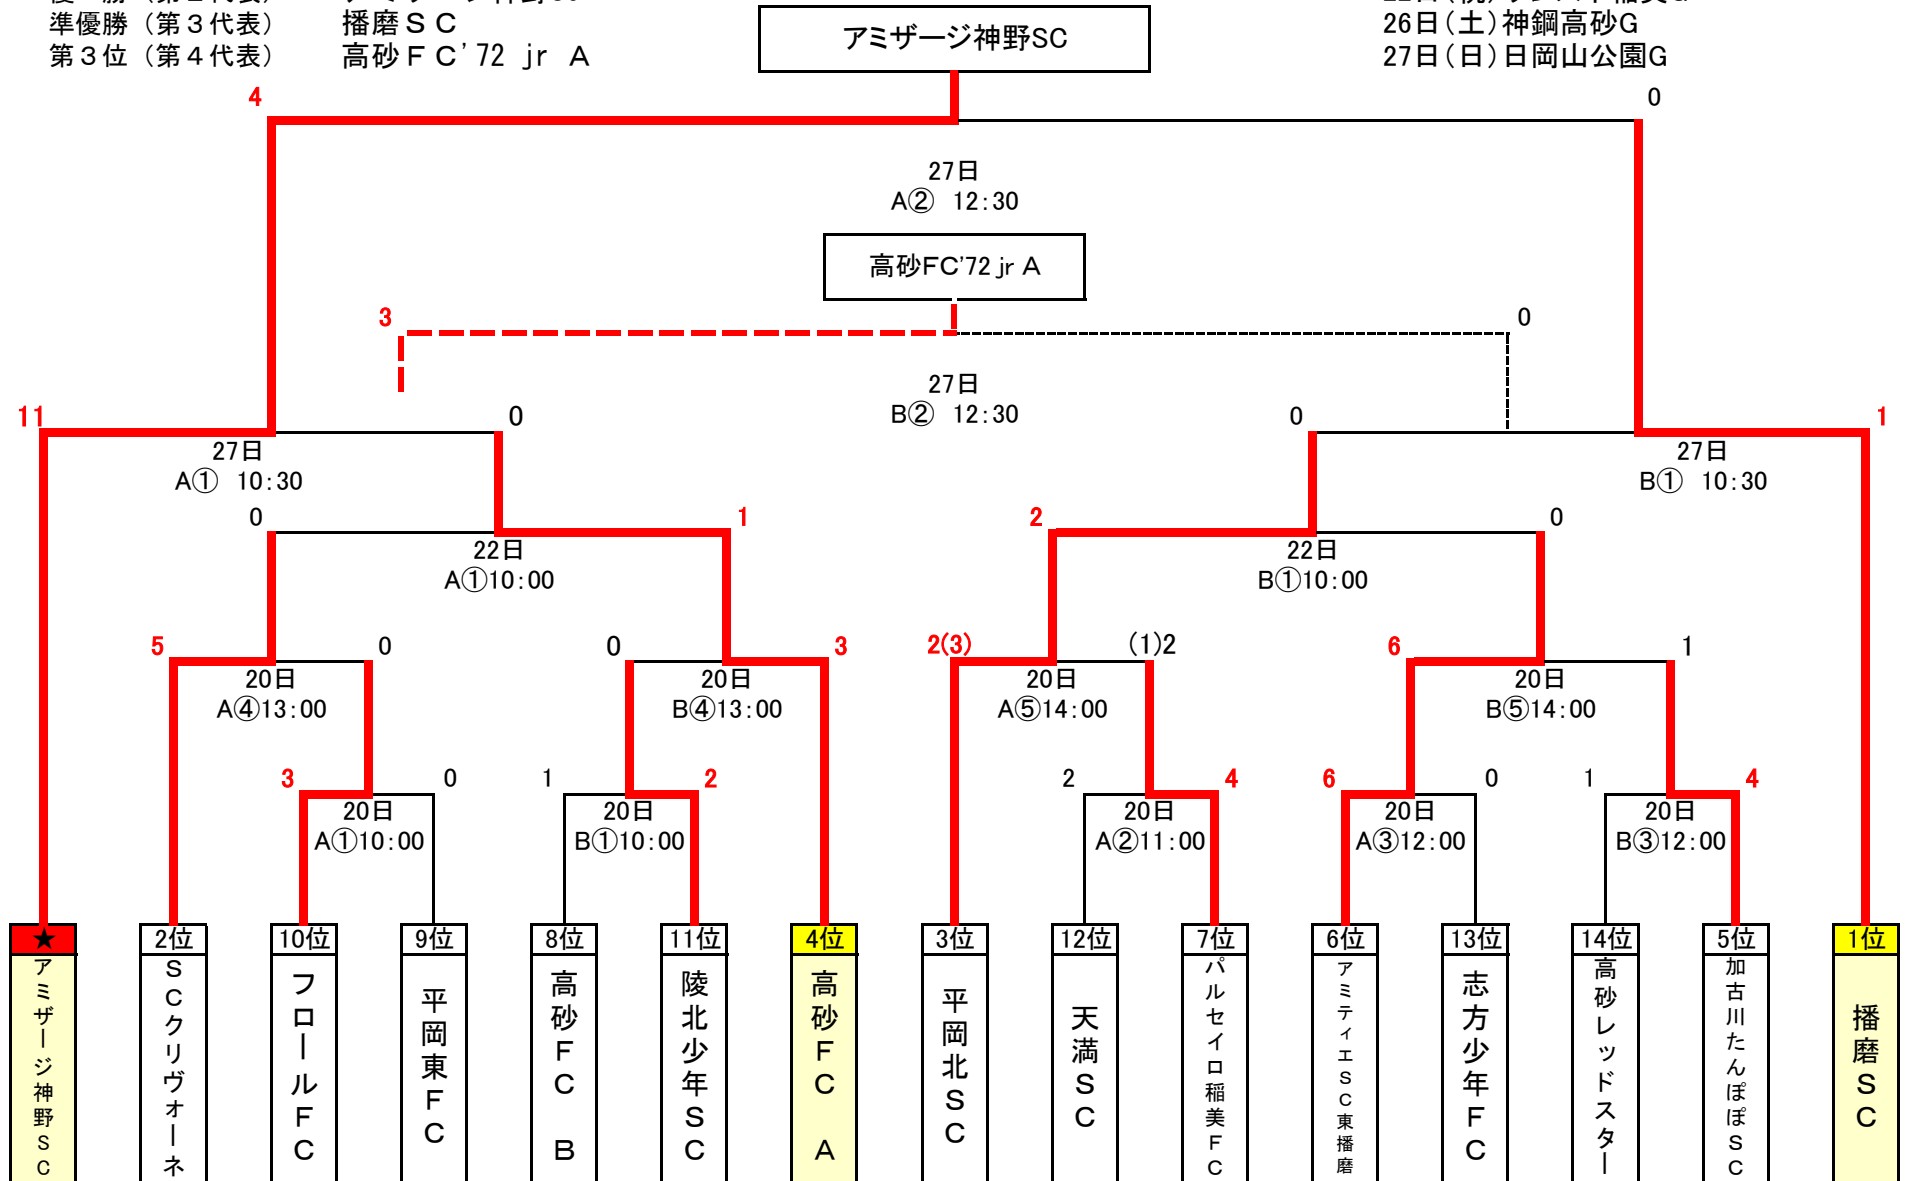 準優勝（第３代表）　播磨ＳＣ
第３位（第４代表）　高砂ＦＣ'72 jr A
アミザージ神野SC
26日(土)神鋼高砂G
27日(日)日岡山公園G
4
0
27日
A② 12:30
高砂FC'72 jr A
3
0
27日
B② 12:30
11
0
0
1
27日
A① 10:30
27日
B① 10:30
0
1
2
0
22日
A①10:00
22日
B①10:00
5
0
0
3
2(3)
(1)2
6
1
20日
A④13:00
20日
B④13:00
20日
A⑤14:00
20日
B⑤14:00
3
0
1
2
2
4
6
0
1
4
20日
A①10:00
20日
B①10:00
20日
A②11:00
20日
A③12:00
20日
B③12:00
★
2位
10位
9位
8位
11位
4位
3位
12位
7位
6位
13位
14位
5位
1位
アミザージ神野SC
SCクリヴォーネ
フロールFC
平岡東FC
高砂FC B
陵北少年SC
高砂FC A
平岡北SC
天満SC
パルセイロ稲美FC
アミティエSC東播磨
志方少年FC
高砂レッドスター
加古川たんぽぽSC
播磨SC